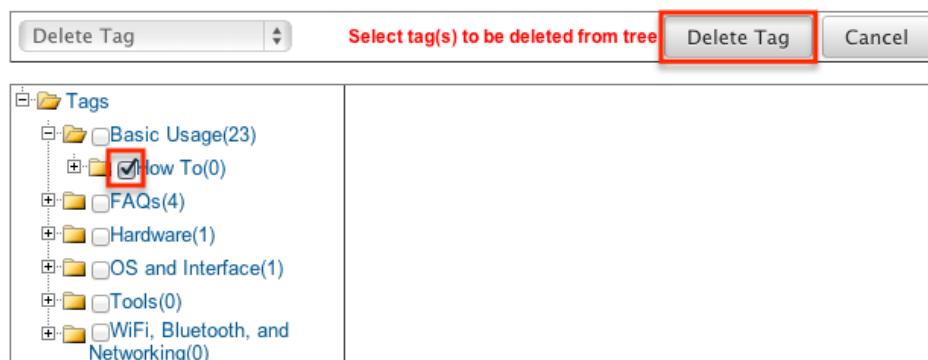 Delete Tag
Select tag(s) to be deleted from tree
Delete Tag
Cancel
Tags
Basic Usage(23)
How To(0)
FAQs(4)
Hardware(1)
OS and Interface(1)
Tools(0)
WiFi, Bluetooth, and
Networking(0)